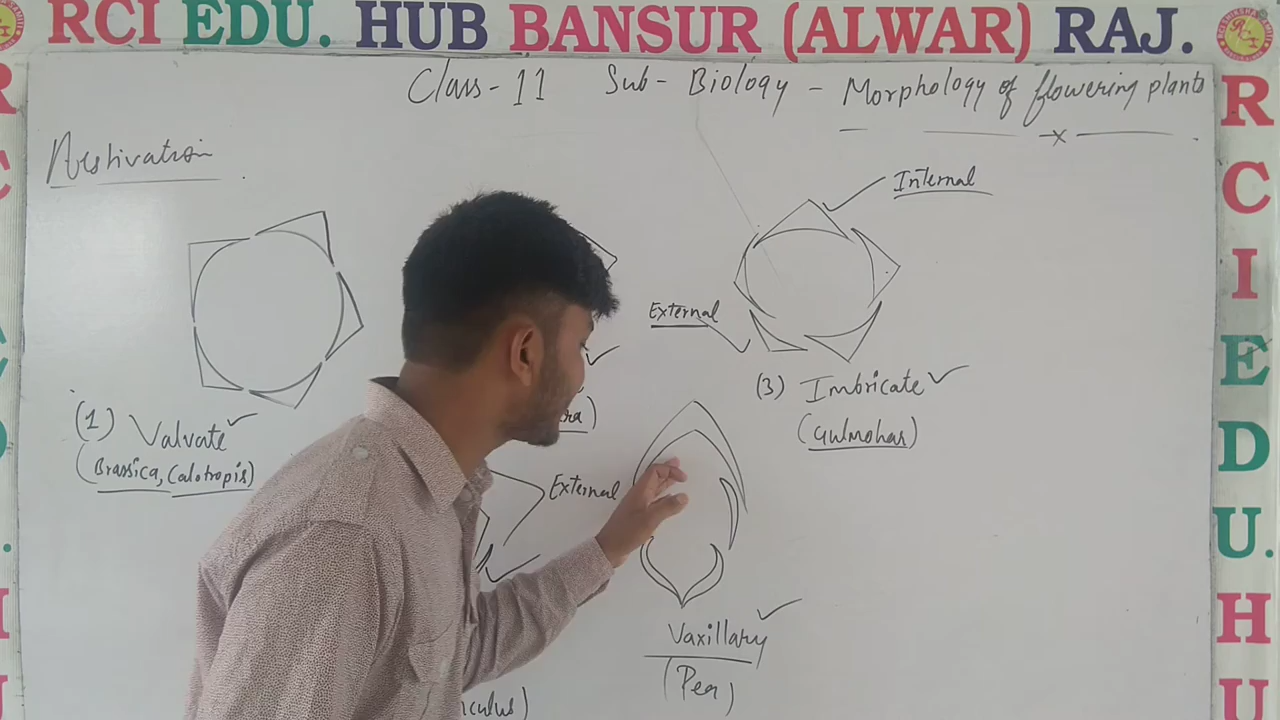 RCI EDU. HUB BANSUR (ALWAR) RAJ.
Class-11 Sub- Biology - Morphology of flowering plants
Aestivation
Internal
External
(3) Imbricate
(Gulmohar)
(1) Valvate
(Brassica, Calotropis)
External
Vaxillary
(Pea)
R
C
I
E
D
U.
H
U